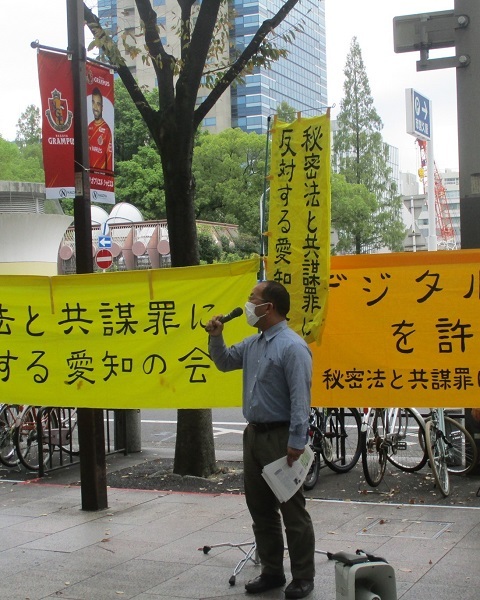 GRAMPUS
秘密法と共謀罪に
反対する愛知
法と共謀罪に
する愛知の会
デジタル
を許
秘密法と共謀罪